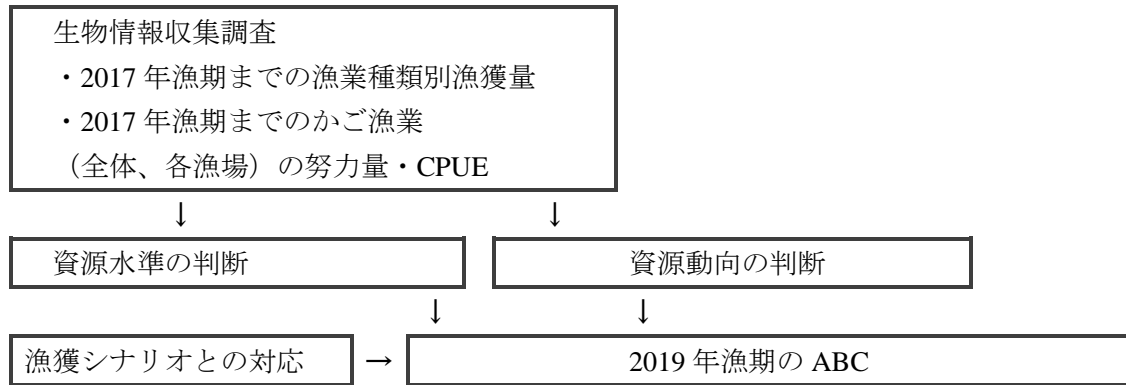 生物情報収集調査
・2017 年漁期までの漁業種類別漁獲量
・2017 年漁期までのかご漁業
（全体、各漁場）の努力量・CPUE
↓ ↓
資源水準の判断 資源動向の判断
↓ ↓
漁獲シナリオとの対応 → 2019 年漁期の ABC